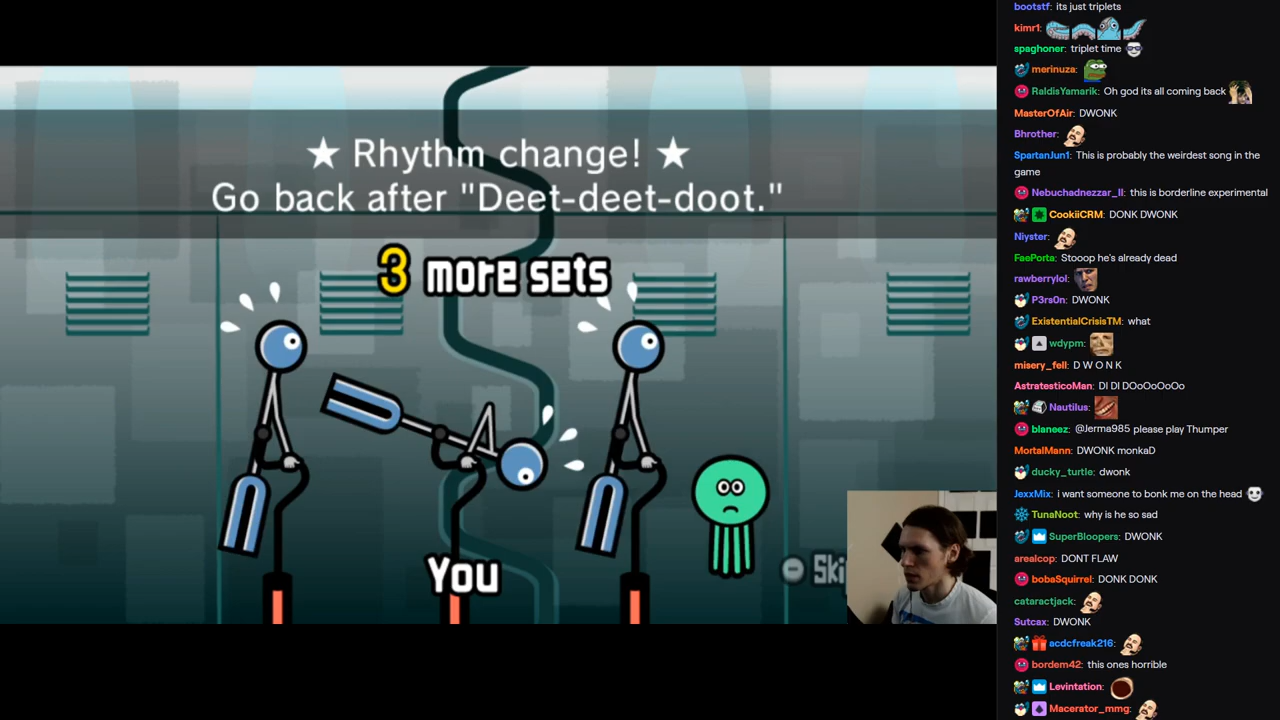 ★ Rhythm change! ★
Go back after "Deet-deet-doot."
3 more sets
You
Ski
bootstf: its just triplets
kimr1:
spaghoner: triplet time
merinuza:
RaldisYamarik: Oh god its all coming back
MasterOfAir: DWONK
Bhrother:
SpartanJun1: This is probably the weirdest song in the
game
Nebuchadnezzar_II: this is borderline experimental
CookiiCRM: DONK DWONK
Niyster:
FaePorta: Stooop he's already dead
rawberrylol:
P3rs0n: DWONK
ExistentialCrisisTM: what
wdypm:
misery_fell: D W O N K
AstratesticoMan: DI DI DOoOoOoOo
Nautilus:
blaneez: @Jerma985 please play Thumper
MortalMann: DWONK monkaD
ducky_turtle: dwonk
JexxMix: i want someone to bonk me on the head
TunaNoot: why is he so sad
SuperBloopers: DWONK
arealcop: DONT FLAW
bobaSquirrel: DONK DONK
cataractjack:
Sutcax: DWONK
acdcfreak216:
bordem42: this ones horrible
Levintation:
Macerator_mmg: